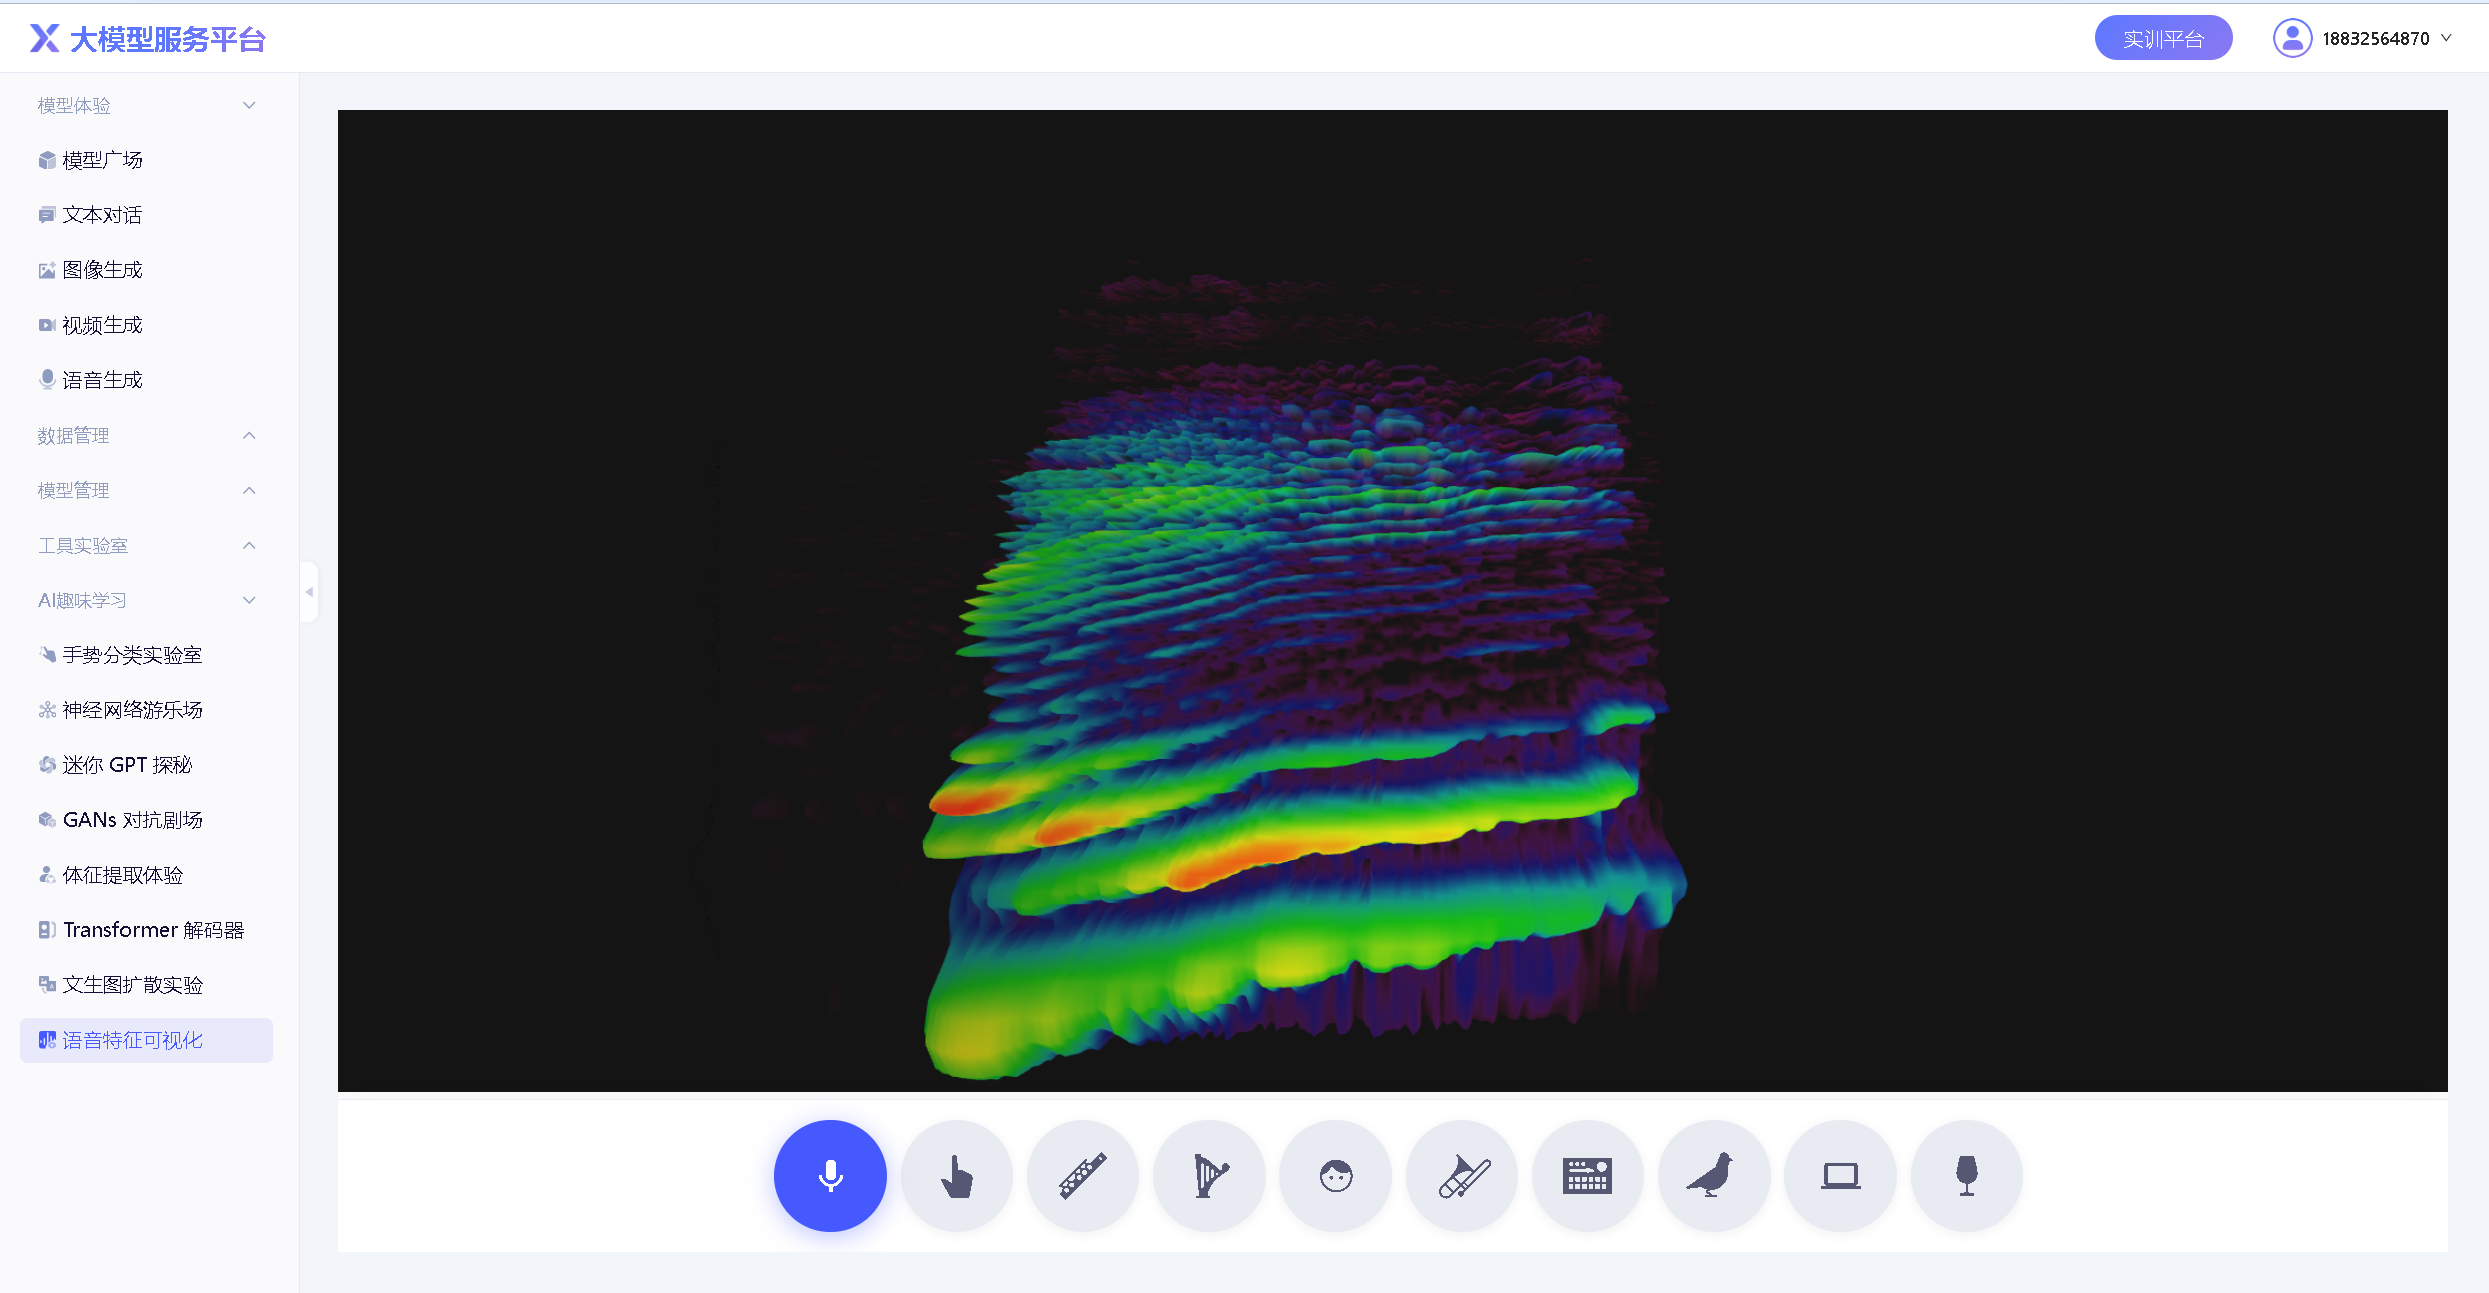 大模型服务平台
实训平台
18832564870
模型体验
模型广场
文本对话
图像生成
视频生成
语音生成
数据管理
模型管理
工具实验室
AI趣味学习
手势分类实验室
神经网络游乐场
迷你 GPT 探秘
GANs 对抗剧场
体征提取体验
Transformer 解码器
文生图扩散实验
语音特征可视化